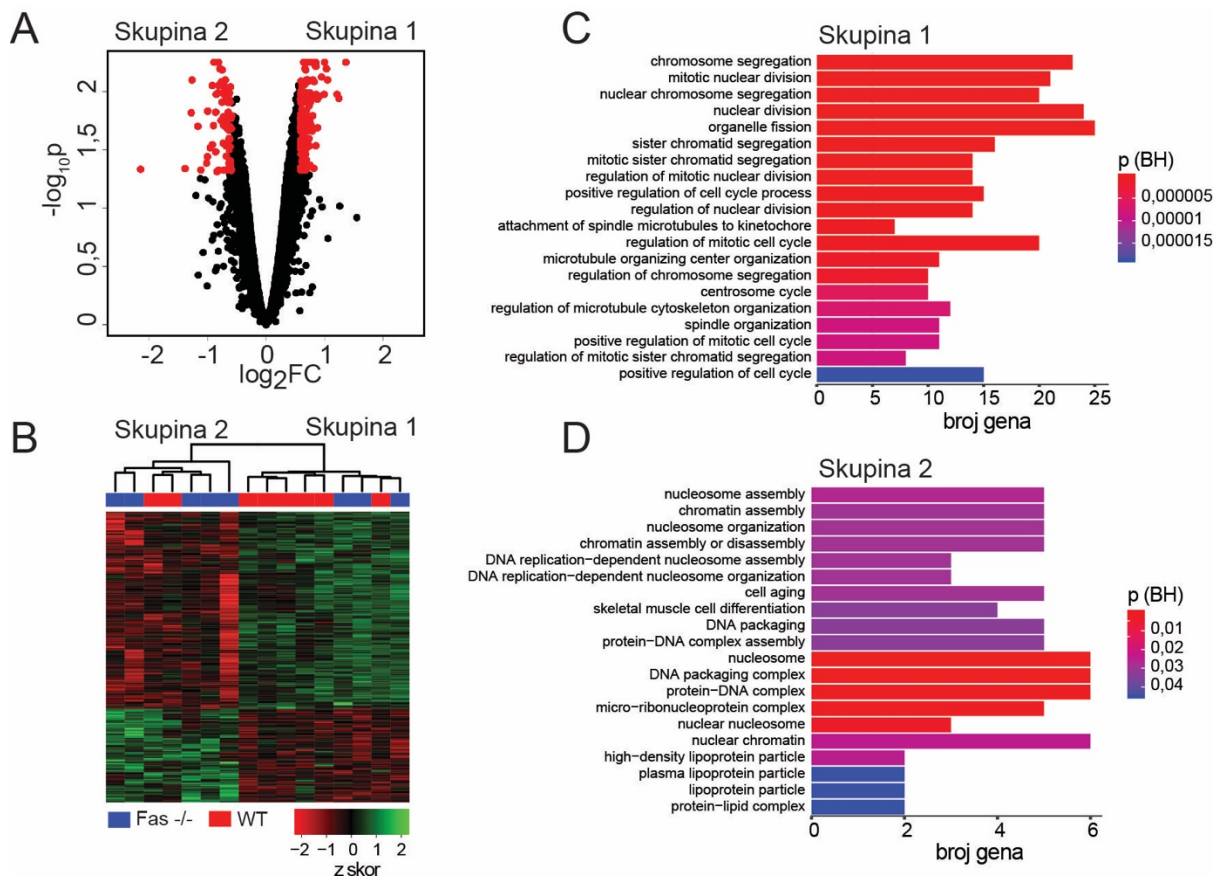 A
Skupina 2
Skupina 1
-log10p
2
1,5
1
0,5
0
-2
-1
0
1
2
log2FC
B
Skupina 2
Skupina 1
Fas -/-
WT
−2
−1
0
1
2
z skor
C
Skupina 1
chromosome segregation
mitotic nuclear division
nuclear chromosome segregation
nuclear division
organelle fission
sister chromatid segregation
mitotic sister chromatid segregation
regulation of mitotic nuclear division
positive regulation of cell cycle process
regulation of nuclear division
attachment of spindle microtubules to kinetochore
regulation of mitotic cell cycle
microtubule organizing center organization
regulation of chromosome segregation
centrosome cycle
regulation of microtubule cytoskeleton organization
spindle organization
positive regulation of mitotic cell cycle
regulation of mitotic sister chromatid segregation
positive regulation of cell cycle
0 5 10 15 20 25
broj gena
p (BH)
0,000005
0,00001
0,000015
D
Skupina 2
nucleosome assembly
chromatin assembly
nucleosome organization
chromatin assembly or disassembly
DNA replication−dependent nucleosome assembly
DNA replication−dependent nucleosome organization
cell aging
skeletal muscle cell differentiation
DNA packaging
protein−DNA complex assembly
nucleosome
DNA packaging complex
protein−DNA complex
micro−ribonucleoprotein complex
nuclear nucleosome
nuclear chromatin
high−density lipoprotein particle
plasma lipoprotein particle
lipoprotein particle
protein−lipid complex
0 2 4 6
broj gena
p (BH)
0,01
0,02
0,03
0,04